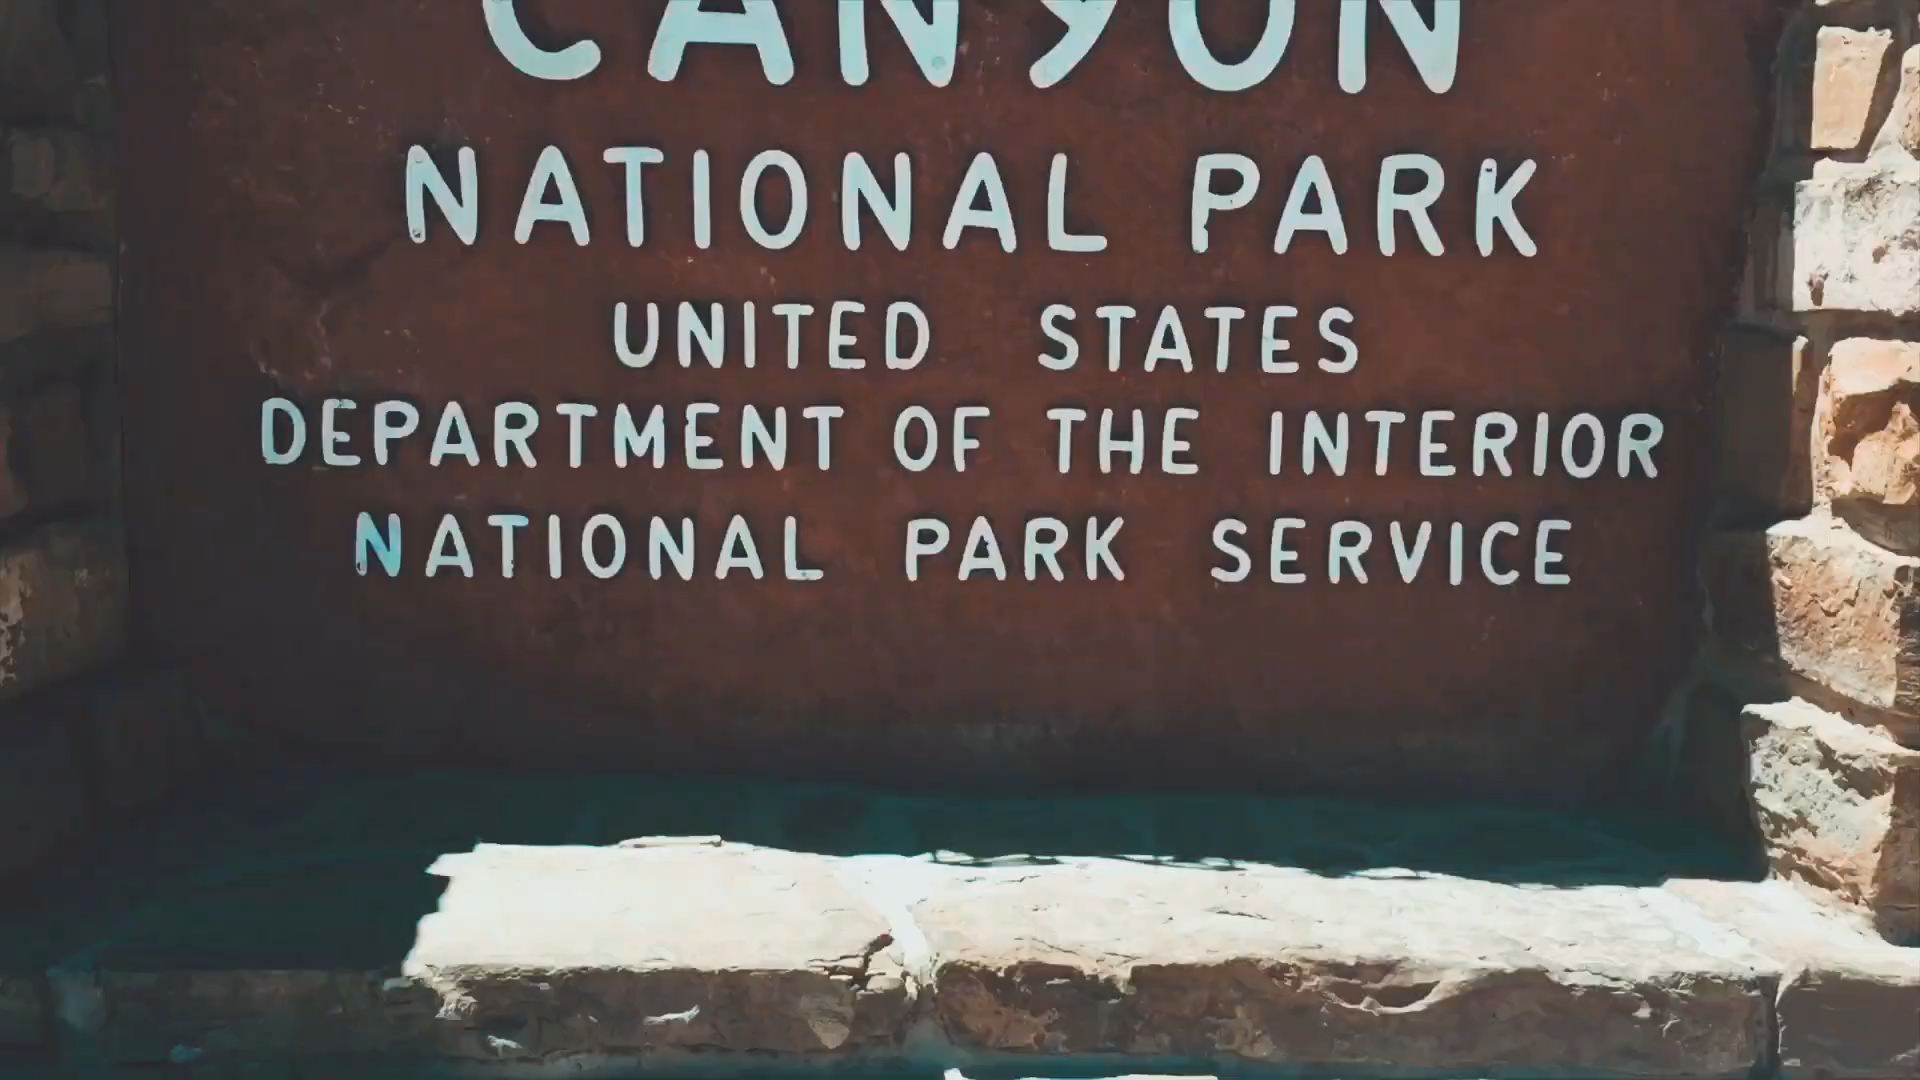 CANYON
NATIONAL PARK
UNITED STATES
DEPARTMENT OF THE INTERIOR
NATIONAL PARK SERVICE